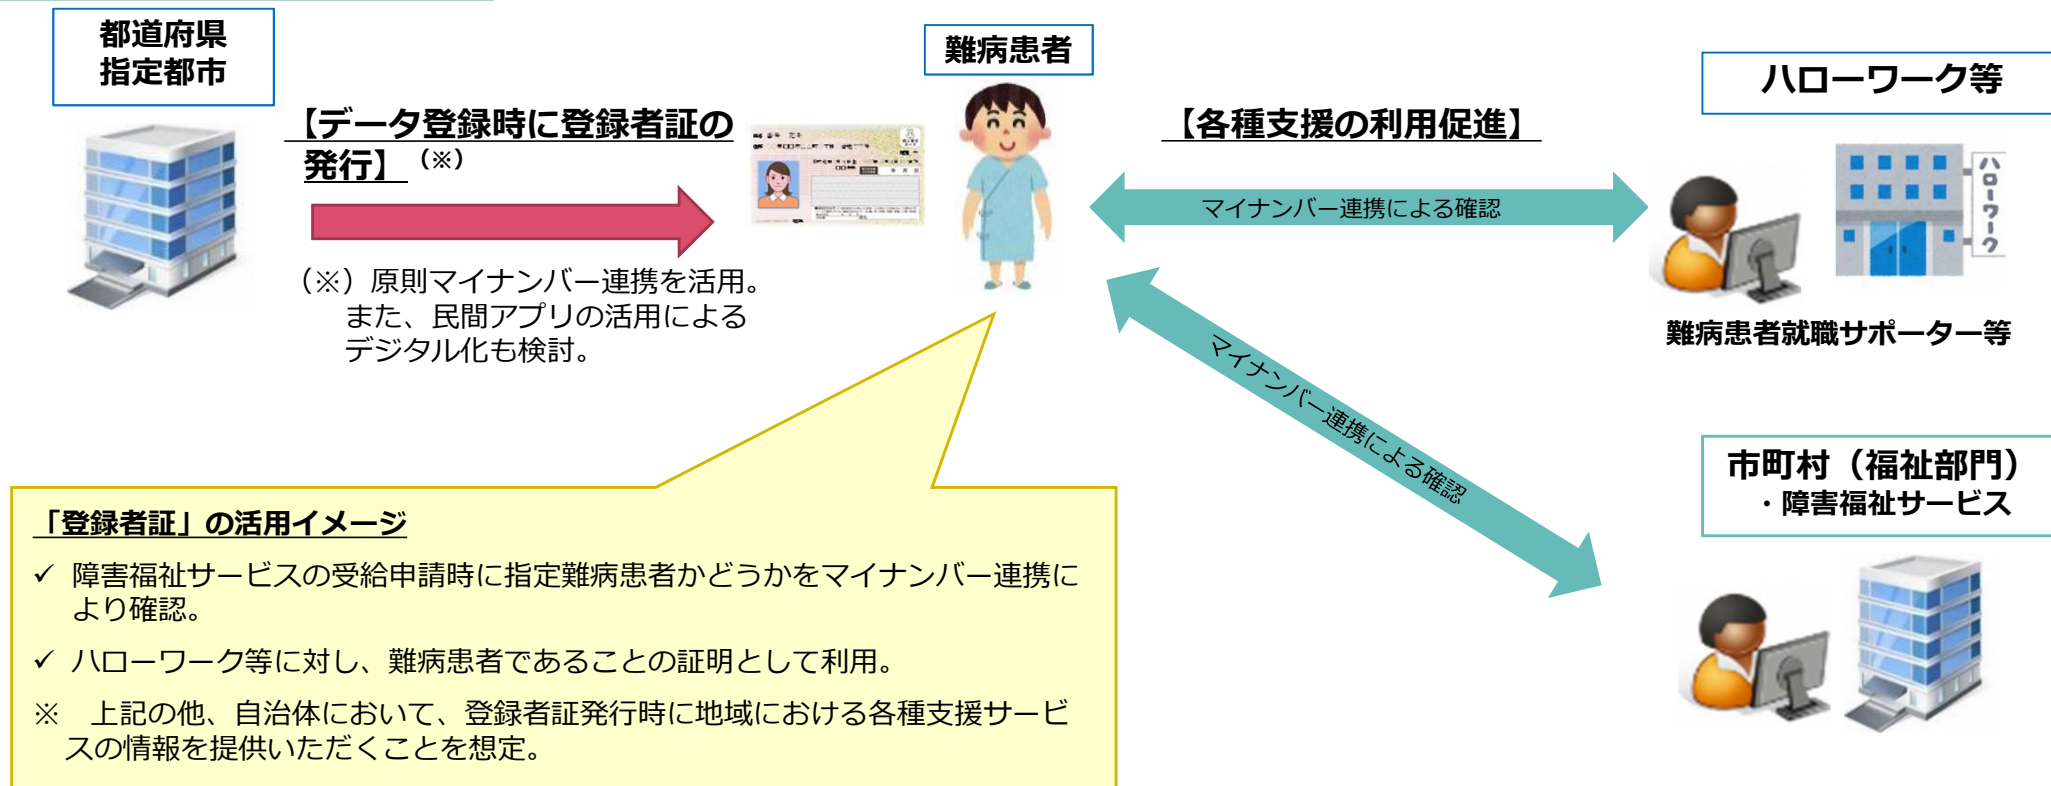 都道府県
指定都市
難病患者
ハローワーク等
【データ登録時に登録者証の
発行】（※）
【各種支援の利用促進】
ハローワーク
マイナンバー連携による確認
（※）原則マイナンバー連携を活用。
また、民間アプリの活用による
デジタル化も検討。
難病患者就職サポーター等
マイナンバー連携による確認
市町村（福祉部門）
・障害福祉サービス
「登録者証」の活用イメージ
✓ 障害福祉サービスの受給申請時に指定難病患者かどうかをマイナンバー連携に
より確認。
✓ ハローワーク等に対し、難病患者であることの証明として利用。
※　上記の他、自治体において、登録者証発行時に地域における各種支援サービ
スの情報を提供いただくことを想定。